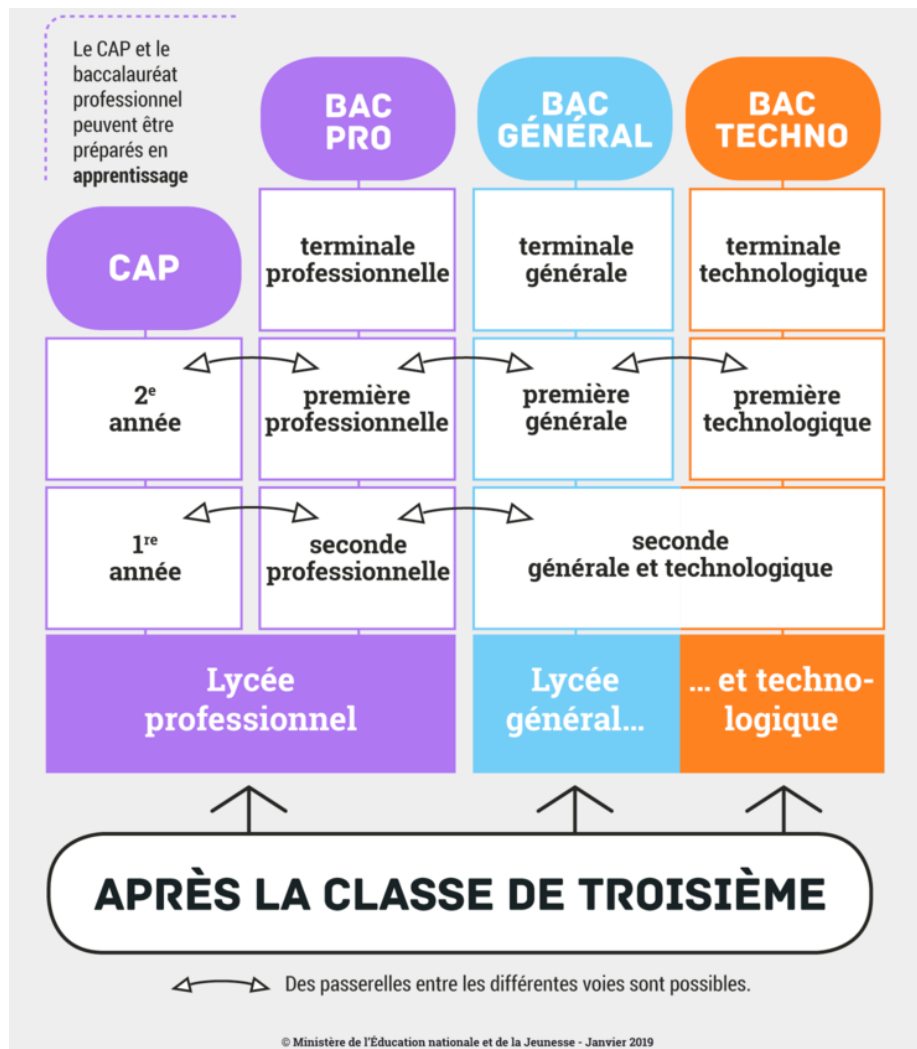 Le CAP et le
baccalauréat
professionnel
peuvent être
préparés en
apprentissage
BAC
PRO
BAC
GÉNÉRAL
BAC
TECHNO
CAP
terminale
professionnelle
terminale
générale
terminale
technologique
2e
année
première
professionnelle
première
générale
première
technologique
1re
année
seconde
professionnelle
seconde
générale et technologique
Lycée
professionnel
Lycée
général...
... et techno-
logique
APRÈS LA CLASSE DE TROISIÈME
Des passerelles entre les différentes voies sont possibles.
© Ministère de l'Éducation nationale et de la Jeunesse - Janvier 2019